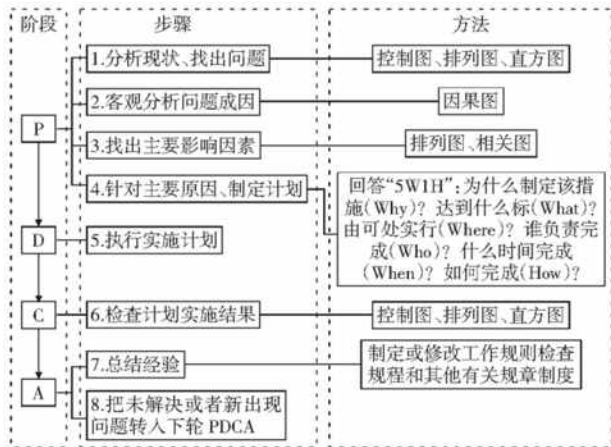 阶段 步骤 方法
1.分析现状、找出问题 控制图、排列图、直方图
2.客观分析问题成因 因果图
P
3.找出主要影响因素 排列图、相关图
4.针对主要原因、制定计划
回答“5W1H”:为什么制定该措
施(Why)? 达到什么标(What)?
由可处实行(Where)? 谁负责完
成(Who)? 什么时间完成
(When)? 如何完成(How)?
D 5.执行实施计划
C 6.检查计划实施结果 控制图、排列图、直方图
7..总结经验
制定或修改工作规则检查
规程和其他有关规章制度
A
8.把未解决或者新出现
问题转入下轮 PDCA